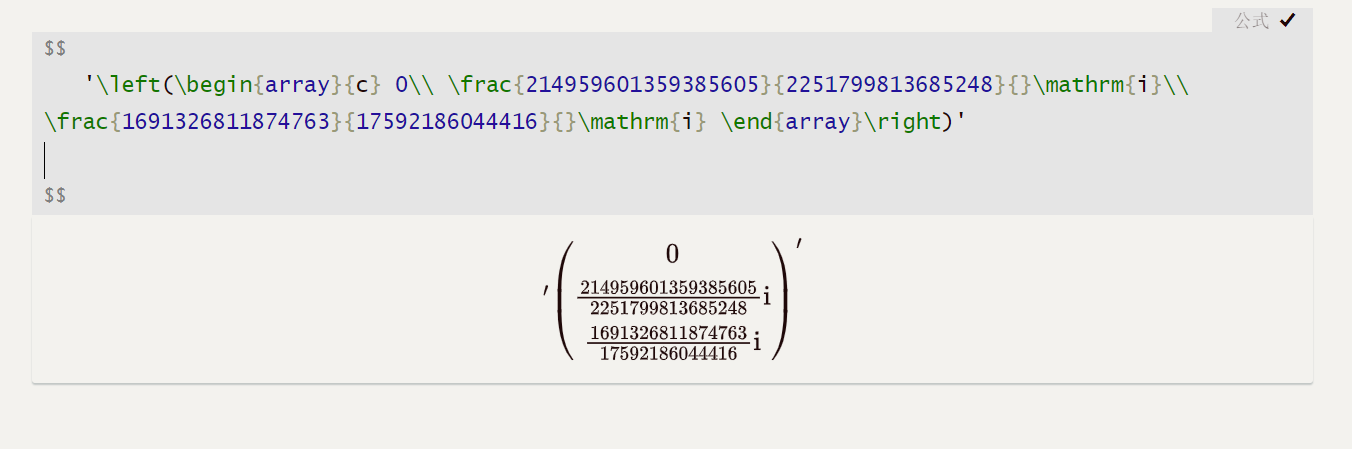 公式 ✔
$$
'\left(\begin{array}{c} 0\\ \frac{214959601359385605}{2251799813685248}{}\mathrm{i}\\
\frac{1691326811874763}{17592186044416}{}\mathrm{i} \end{array}\right)'
$$
0
214959601359385605
2251799813685248 i
1691326811874763
17592186044416 i